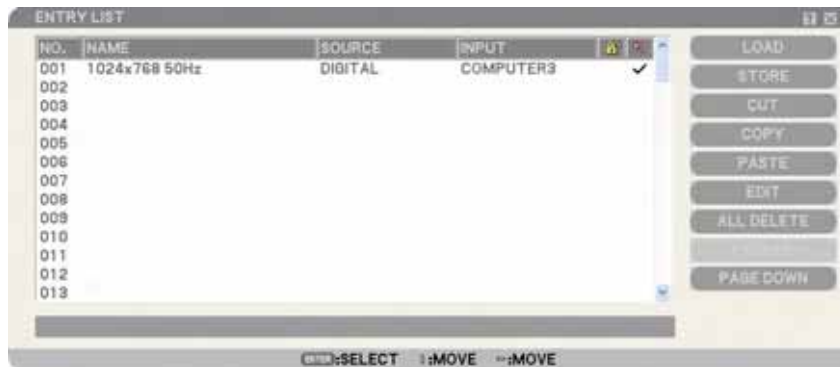 ENTRY LIST
NO. NAME SOURCE INPUT
001 1024x768 50Hz DIGITAL COMPUTER3
002
003
004
005
006
007
008
009
010
011
012
013
LOAD
STORE
CUT
COPY
PASTE
EDIT
ALL DELETE
PAGE DOWN
ENTER:SELECT :MOVE :MOVE